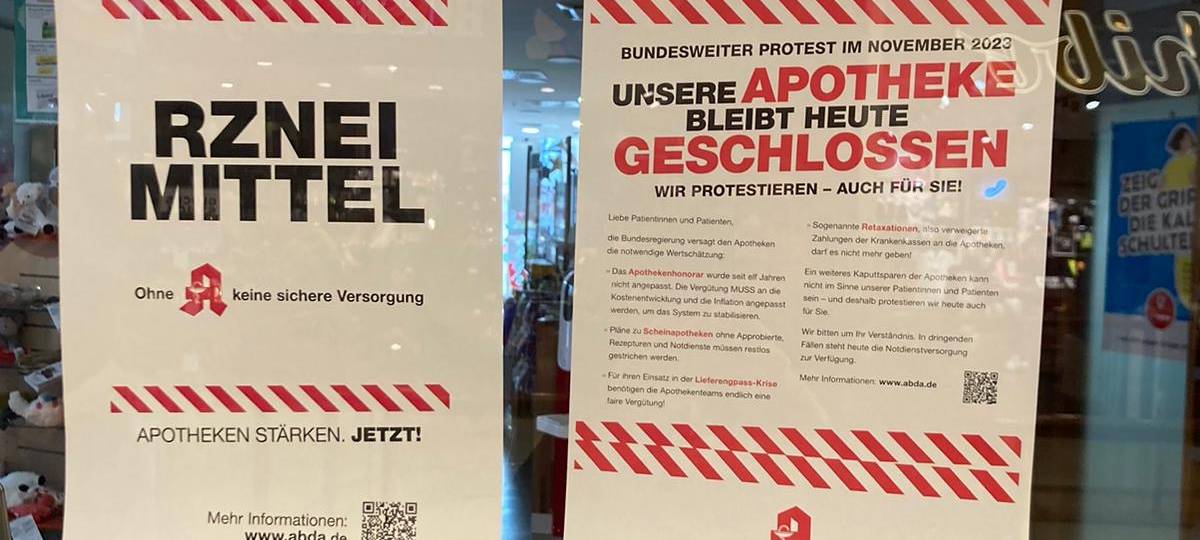 RZNEI
MITTEL
Ohne
keine sichere Versorgung
APOTHEKEN STÄRKEN. JETZT!
Mehr Informationen:
www.abda.de
BUNDESWEITER PROTEST IM NOVEMBER 2023
UNSERE APOTHEKE
BLEIBT HEUTE
GESCHLOSSEN
WIR PROTESTIEREN – AUCH FÜR SIE!
Liebe Patientinnen und Patienten,
die Bundesregierung versagt den Apotheken
die notwendige Wertschätzung:
» Das Apothekenhonorar wurde seit elf Jahren
nicht angepasst. Die Vergütung MUSS an die
Kostenentwicklung und die Inflation angepasst
werden, um das System zu stabilisieren.
» Pläne zu Scheinapotheken ohne Approbierte,
Rezepturen und Notdienste müssen restlos
gestrichen werden.
» Für ihren Einsatz in der Lieferengpass-Krise
benötigen die Apothekenteams endlich eine
faire Vergütung!
» Sogenannte Retaxationen, also verweigerte
Zahlungen der Krankenkassen an die Apotheken,
darf es nicht mehr geben!
Ein weiteres Kaputtsparen der Apotheken kann
nicht im Sinne unserer Patientinnen und Patienten
sein – und deshalb protestieren wir heute auch
für Sie.
Wir bitten um Ihr Verständnis. In dringenden
Fällen steht heute die Notdienstversorgung
zur Verfügung.
Mehr Informationen: www.abda.de
ZEIG
DER GRIP
DIE KAL
SCHULTE